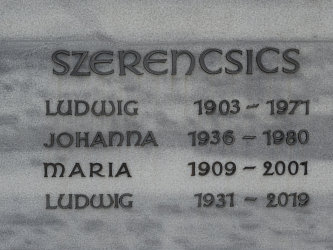 SZERENCSICS
LUDWIG 1903 - 1971
JOHANNA 1936 - 1980
MARIA 1909 - 2001
LUDWIG 1931 - 2019